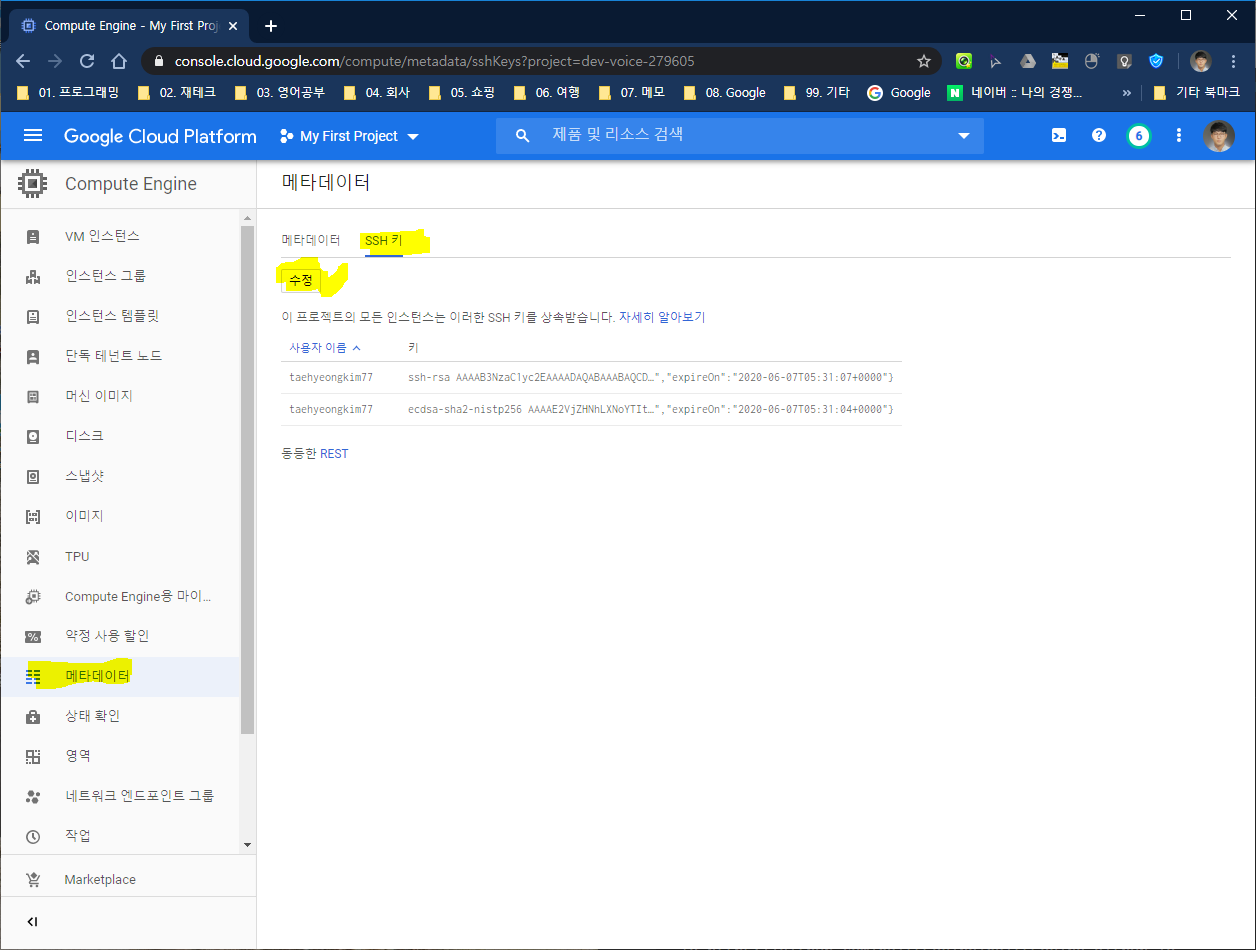 Compute Engine - My First Proj
console.cloud.google.com/compute/metadata/sshKeys?project=dev-voice-279605
01. 프로그래밍 02. 재테크 03. 영어공부 04. 회사 05. 쇼핑 06. 여행 07. 메모 08. Google 99. 기타 Google 네이버 :: 나의 경쟁... » 기타 북마크
Google Cloud Platform My First Project 제품 및 리소스 검색 6
Compute Engine
메타데이터
VM 인스턴스
인스턴스 그룹
인스턴스 템플릿
단독 테넌트 노드
머신 이미지
디스크
스냅샷
이미지
TPU
Compute Engine용 마이...
약정 사용 할인
메타데이터
상태 확인
영역
네트워크 엔드포인트 그룹
작업
Marketplace
메타데이터 SSH 키
수정
이 프로젝트의 모든 인스턴스는 이러한 SSH 키를 상속받습니다. 자세히 알아보기
사용자 이름 키
taehyeongkim77 ssh-rsa AAAAB3NzaC1yc2EAAAADAQABAAABAQCD…","expireOn":"2020-06-07T05:31:07+0000"}
taehyeongkim77 ecdsa-sha2-nistp256 AAAAE2VjZHNhLXNoYTIt…","expireOn":"2020-06-07T05:31:04+0000"}
동등한 REST